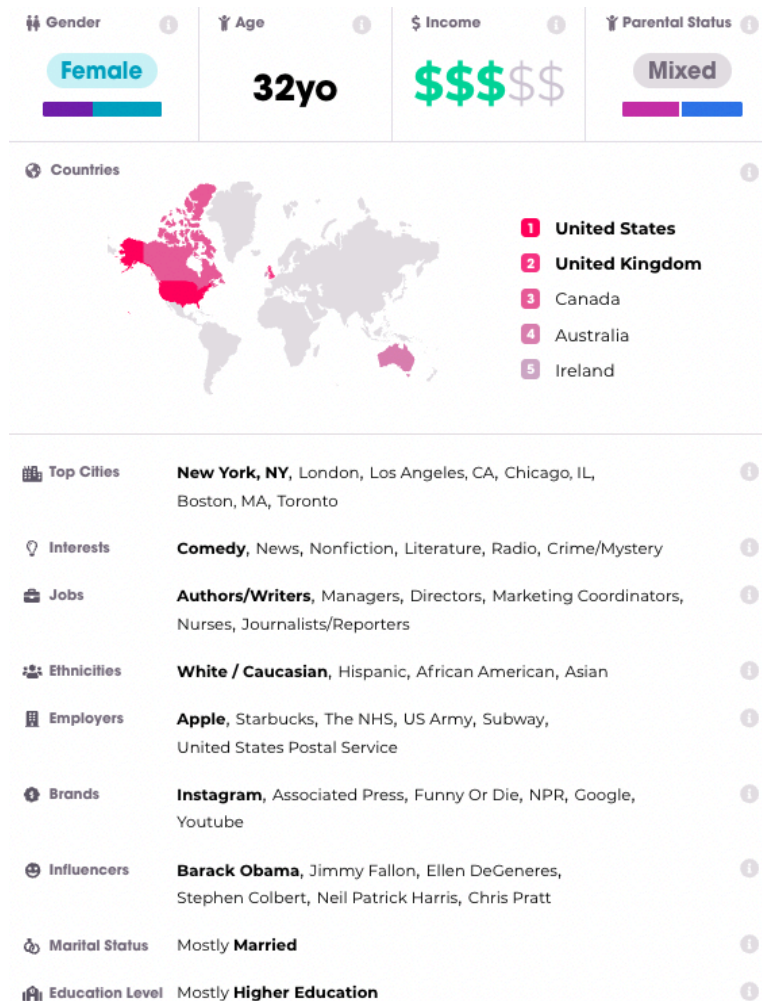 Gender
Age
$ Income
Parental Status
Female
32yo
$$$$$
Mixed
Countries
1 United States
2 United Kingdom
3 Canada
4 Australia
5 Ireland
Top Cities New York, NY, London, Los Angeles, CA, Chicago, IL,
Boston, MA, Toronto
Interests Comedy, News, Nonfiction, Literature, Radio, Crime/Mystery
Jobs Authors/Writers, Managers, Directors, Marketing Coordinators,
Nurses, Journalists/Reporters
Ethnicities White / Caucasian, Hispanic, African American, Asian
Employers Apple, Starbucks, The NHS, US Army, Subway,
United States Postal Service
Brands Instagram, Associated Press, Funny Or Die, NPR, Google,
Youtube
Influencers Barack Obama, Jimmy Fallon, Ellen DeGeneres,
Stephen Colbert, Neil Patrick Harris, Chris Pratt
Marital Status Mostly Married
Education Level Mostly Higher Education